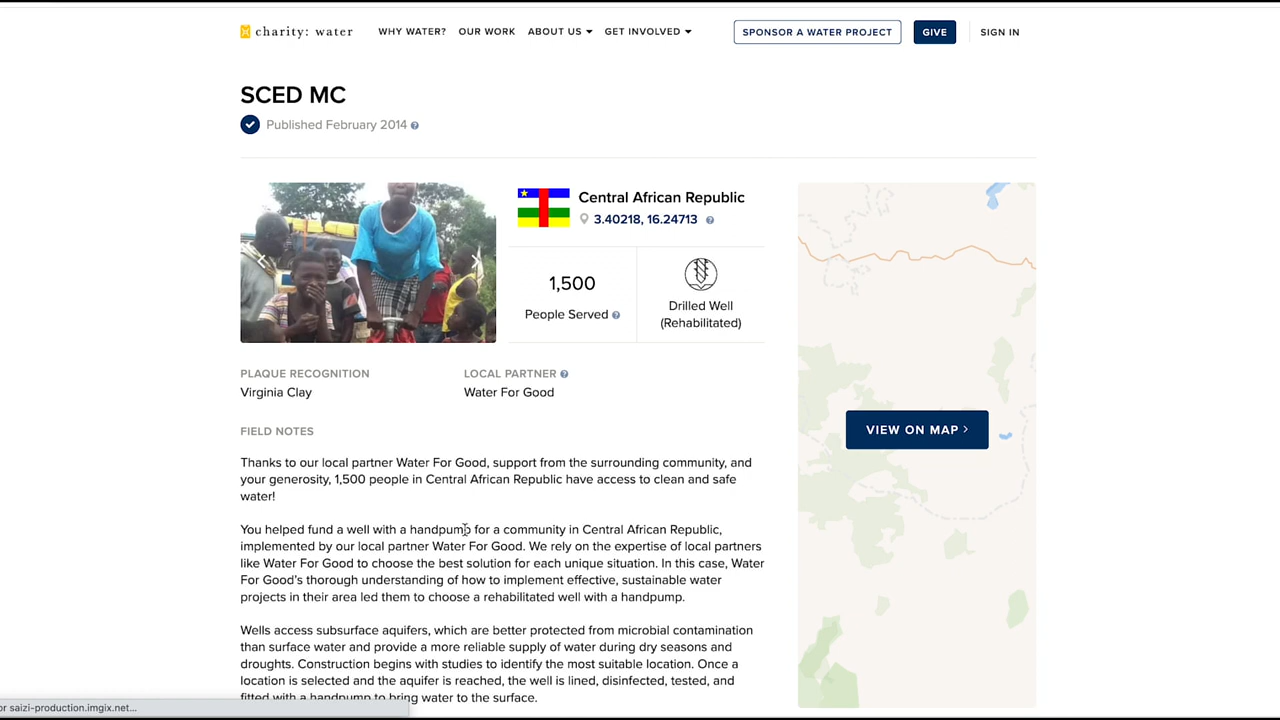 charity: water WHY WATER? OUR WORK ABOUT US GET INVOLVED SPONSOR A WATER PROJECT GIVE SIGN IN
SCED MC
Published February 2014
Central African Republic
3.40218, 16.24713
1,500
People Served
Drilled Well
(Rehabilitated)
PLAQUE RECOGNITION
Virginia Clay
LOCAL PARTNER
Water For Good
VIEW ON MAP
FIELD NOTES
Thanks to our local partner Water For Good, support from the surrounding community, and
your generosity, 1,500 people in Central African Republic have access to clean and safe
water!
You helped fund a well with a handpump for a community in Central African Republic,
implemented by our local partner Water For Good. We rely on the expertise of local partners
like Water For Good to choose the best solution for each unique situation. In this case, Water
For Good's thorough understanding of how to implement effective, sustainable water
projects in their area led them to choose a rehabilitated well with a handpump.
Wells access subsurface aquifers, which are better protected from microbial contamination
than surface water and provide a more reliable supply of water during dry seasons and
droughts. Construction begins with studies to identify the most suitable location. Once a
location is selected and the aquifer is reached, the well is lined, disinfected, tested, and
fitted with a handpump to bring water to the surface.
or saizi-production.imgix.net...